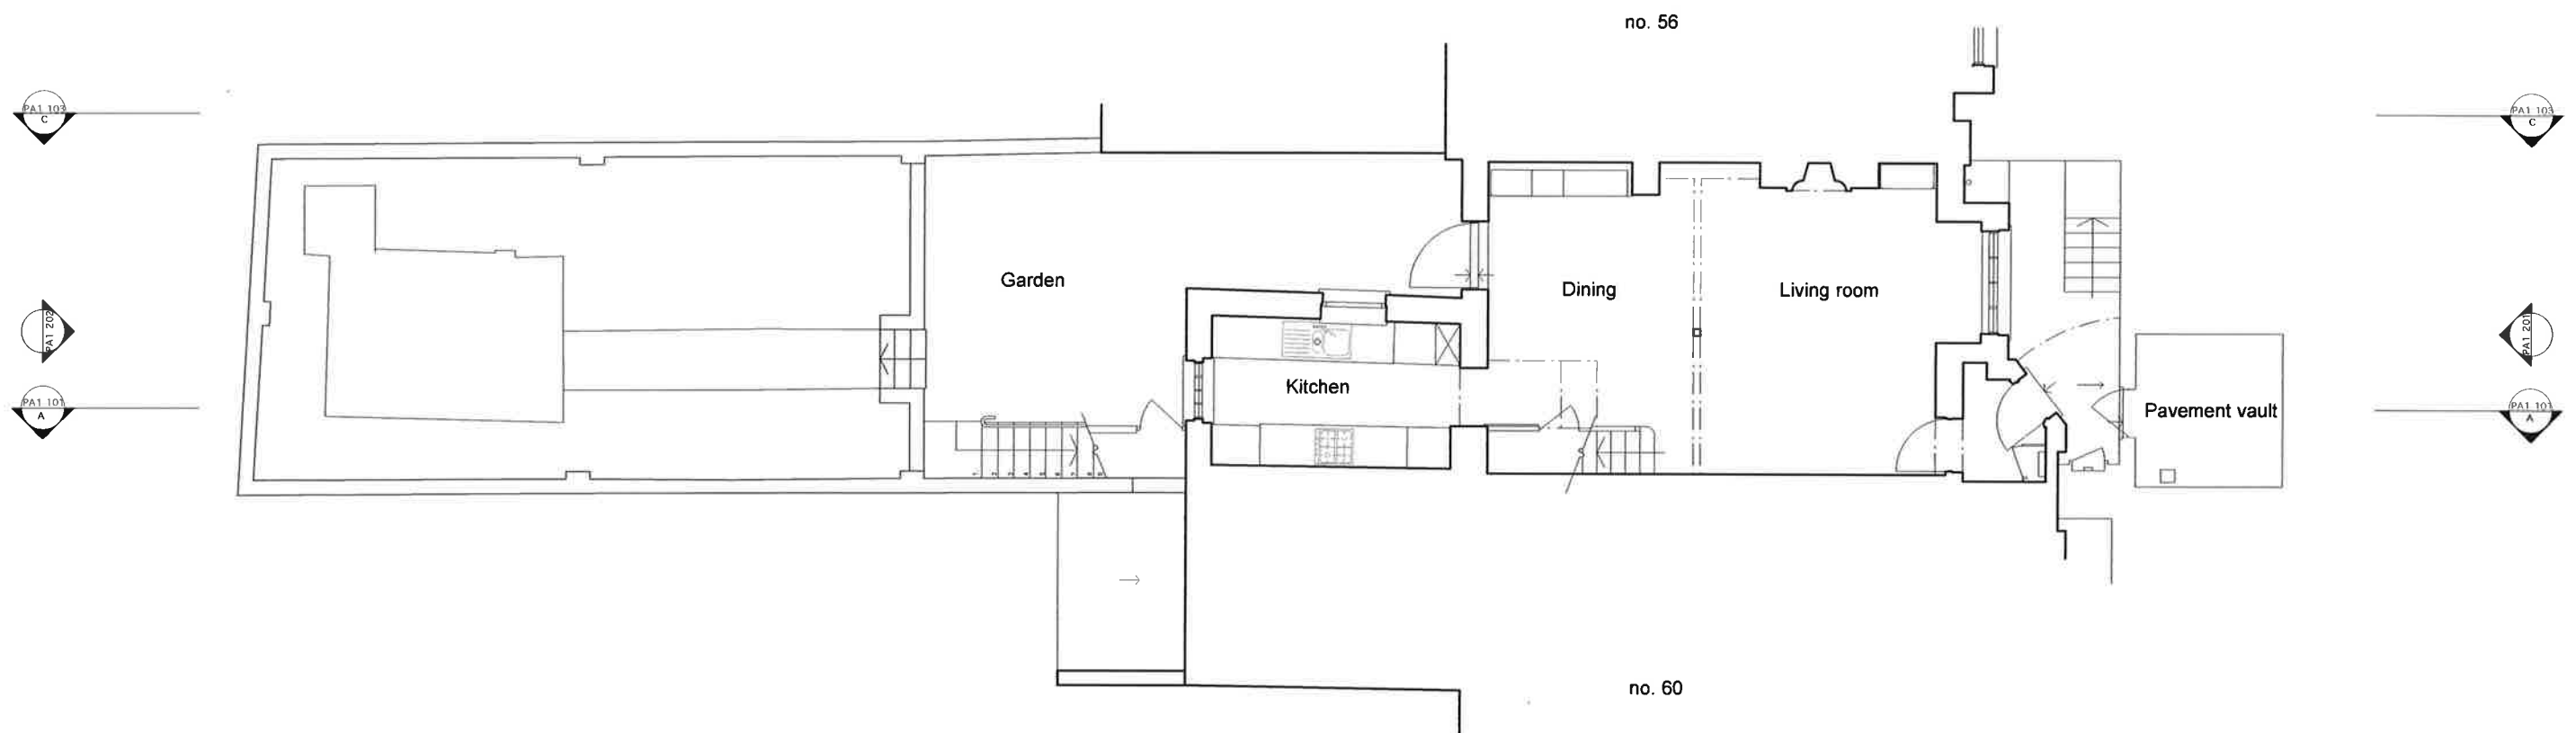 no. 56
PA1 103
C
PA1 103
C
Garden
Dining
Living room
PA1 202
PA1 201
Kitchen
PA1 101
A
Pavement vault
PA1 101
A
no. 60